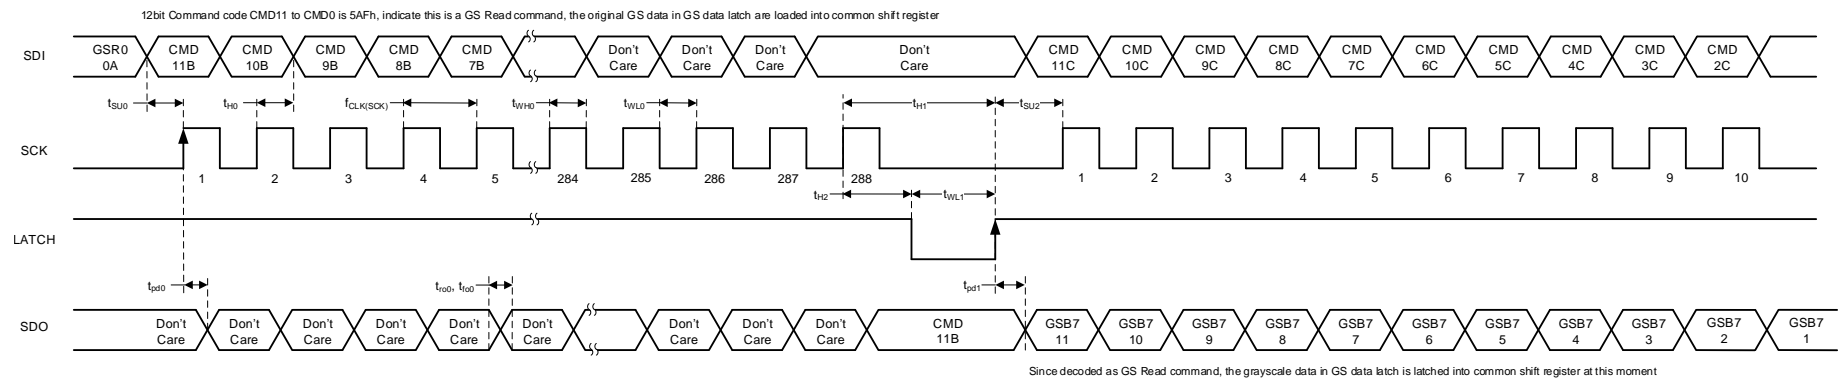 12bit Command code CMD11 to CMD0 is 5AFh, indicate this is a GS Read command, the original GS data in GS data latch are loaded into common shift register
SDI
GSR0 0A
CMD 11B
CMD 10B
CMD 9B
CMD 8B
CMD 7B
Don't Care
Don't Care
Don't Care
Don't Care
CMD 11C
CMD 10C
CMD 9C
CMD 8C
CMD 7C
CMD 6C
CMD 5C
CMD 4C
CMD 3C
CMD 2C
tSU0
tH0
fCLK(SCK)
tWH0
tWL0
tH1
tSU2
SCK
1 2 3 4 5 284 285 286 287 288 1 2 3 4 5 6 7 8 9 10
tH2
tWL1
LATCH
tpd0
tro0, tfo0
tpd1
SDO
Don't Care
Don't Care
Don't Care
Don't Care
Don't Care
Don't Care
Don't Care
Don't Care
Don't Care
CMD 11B
GSB7 11
GSB7 10
GSB7 9
GSB7 8
GSB7 7
GSB7 6
GSB7 5
GSB7 4
GSB7 3
GSB7 2
GSB7 1
Since decoded as GS Read command, the grayscale data in GS data latch is latched into common shift register at this moment